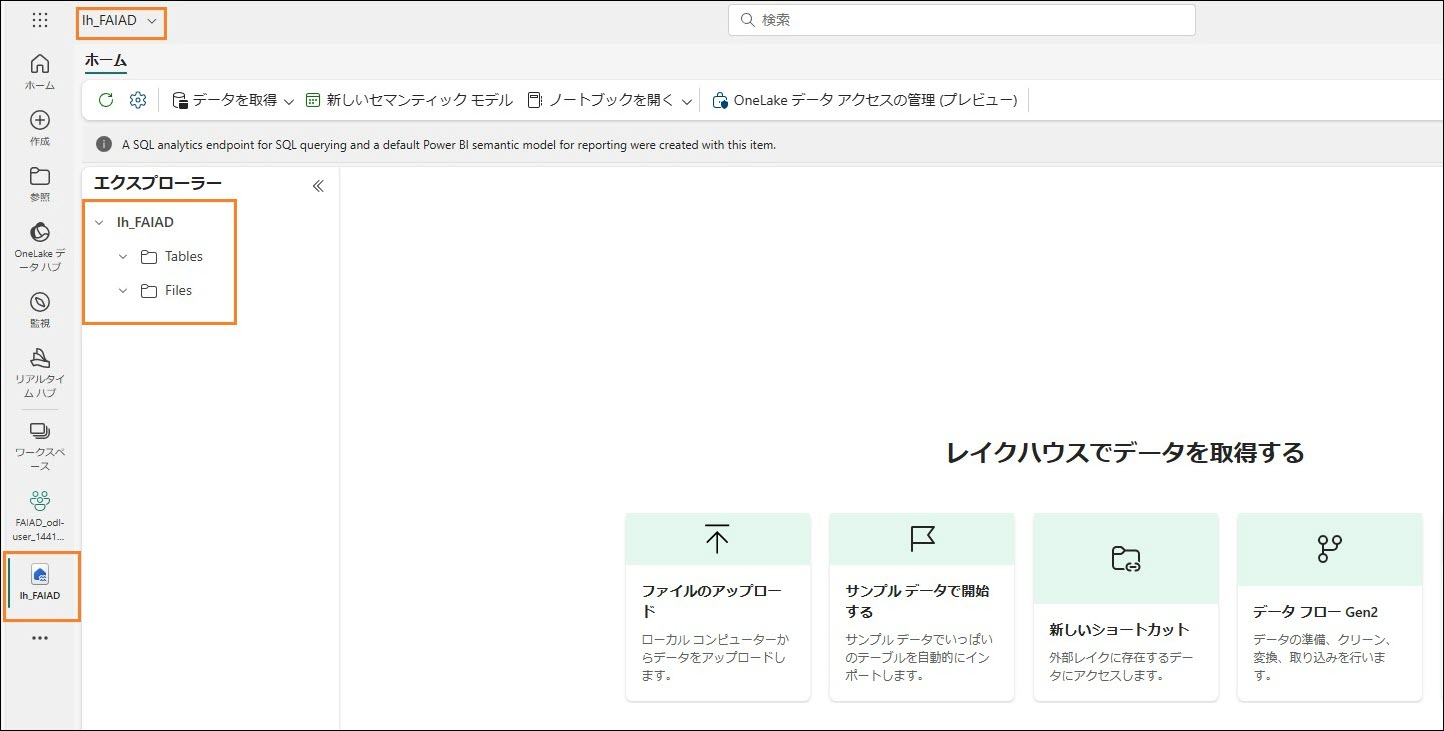 lh_FAIAD
検索
ホーム
作成
参照
OneLake デ
ータ ハブ
監視
リアルタイ
ム ハブ
ワークスペ
ース
FAIAD_odl-
user_1441...
lh_FAIAD
ホーム
データを取得
新しいセマンティック モデル
ノートブックを開く
OneLake データ アクセスの管理 (プレビュー)
A SQL analytics endpoint for SQL querying and a default Power BI semantic model for reporting were created with this item.
エクスプローラー
lh_FAIAD
Tables
Files
レイクハウスでデータを取得する
ファイルのアップロー
ド
ローカル コンピューターか
らデータをアップロードし
ます。
サンプル データで開始
する
サンプル データでいっぱい
のテーブルを自動的にイン
ポートします。
新しいショートカット
外部レイクに存在するデー
タにアクセスします。
データ フロー Gen2
データの準備、クリーン、
変換、取り込みを行いま
す。